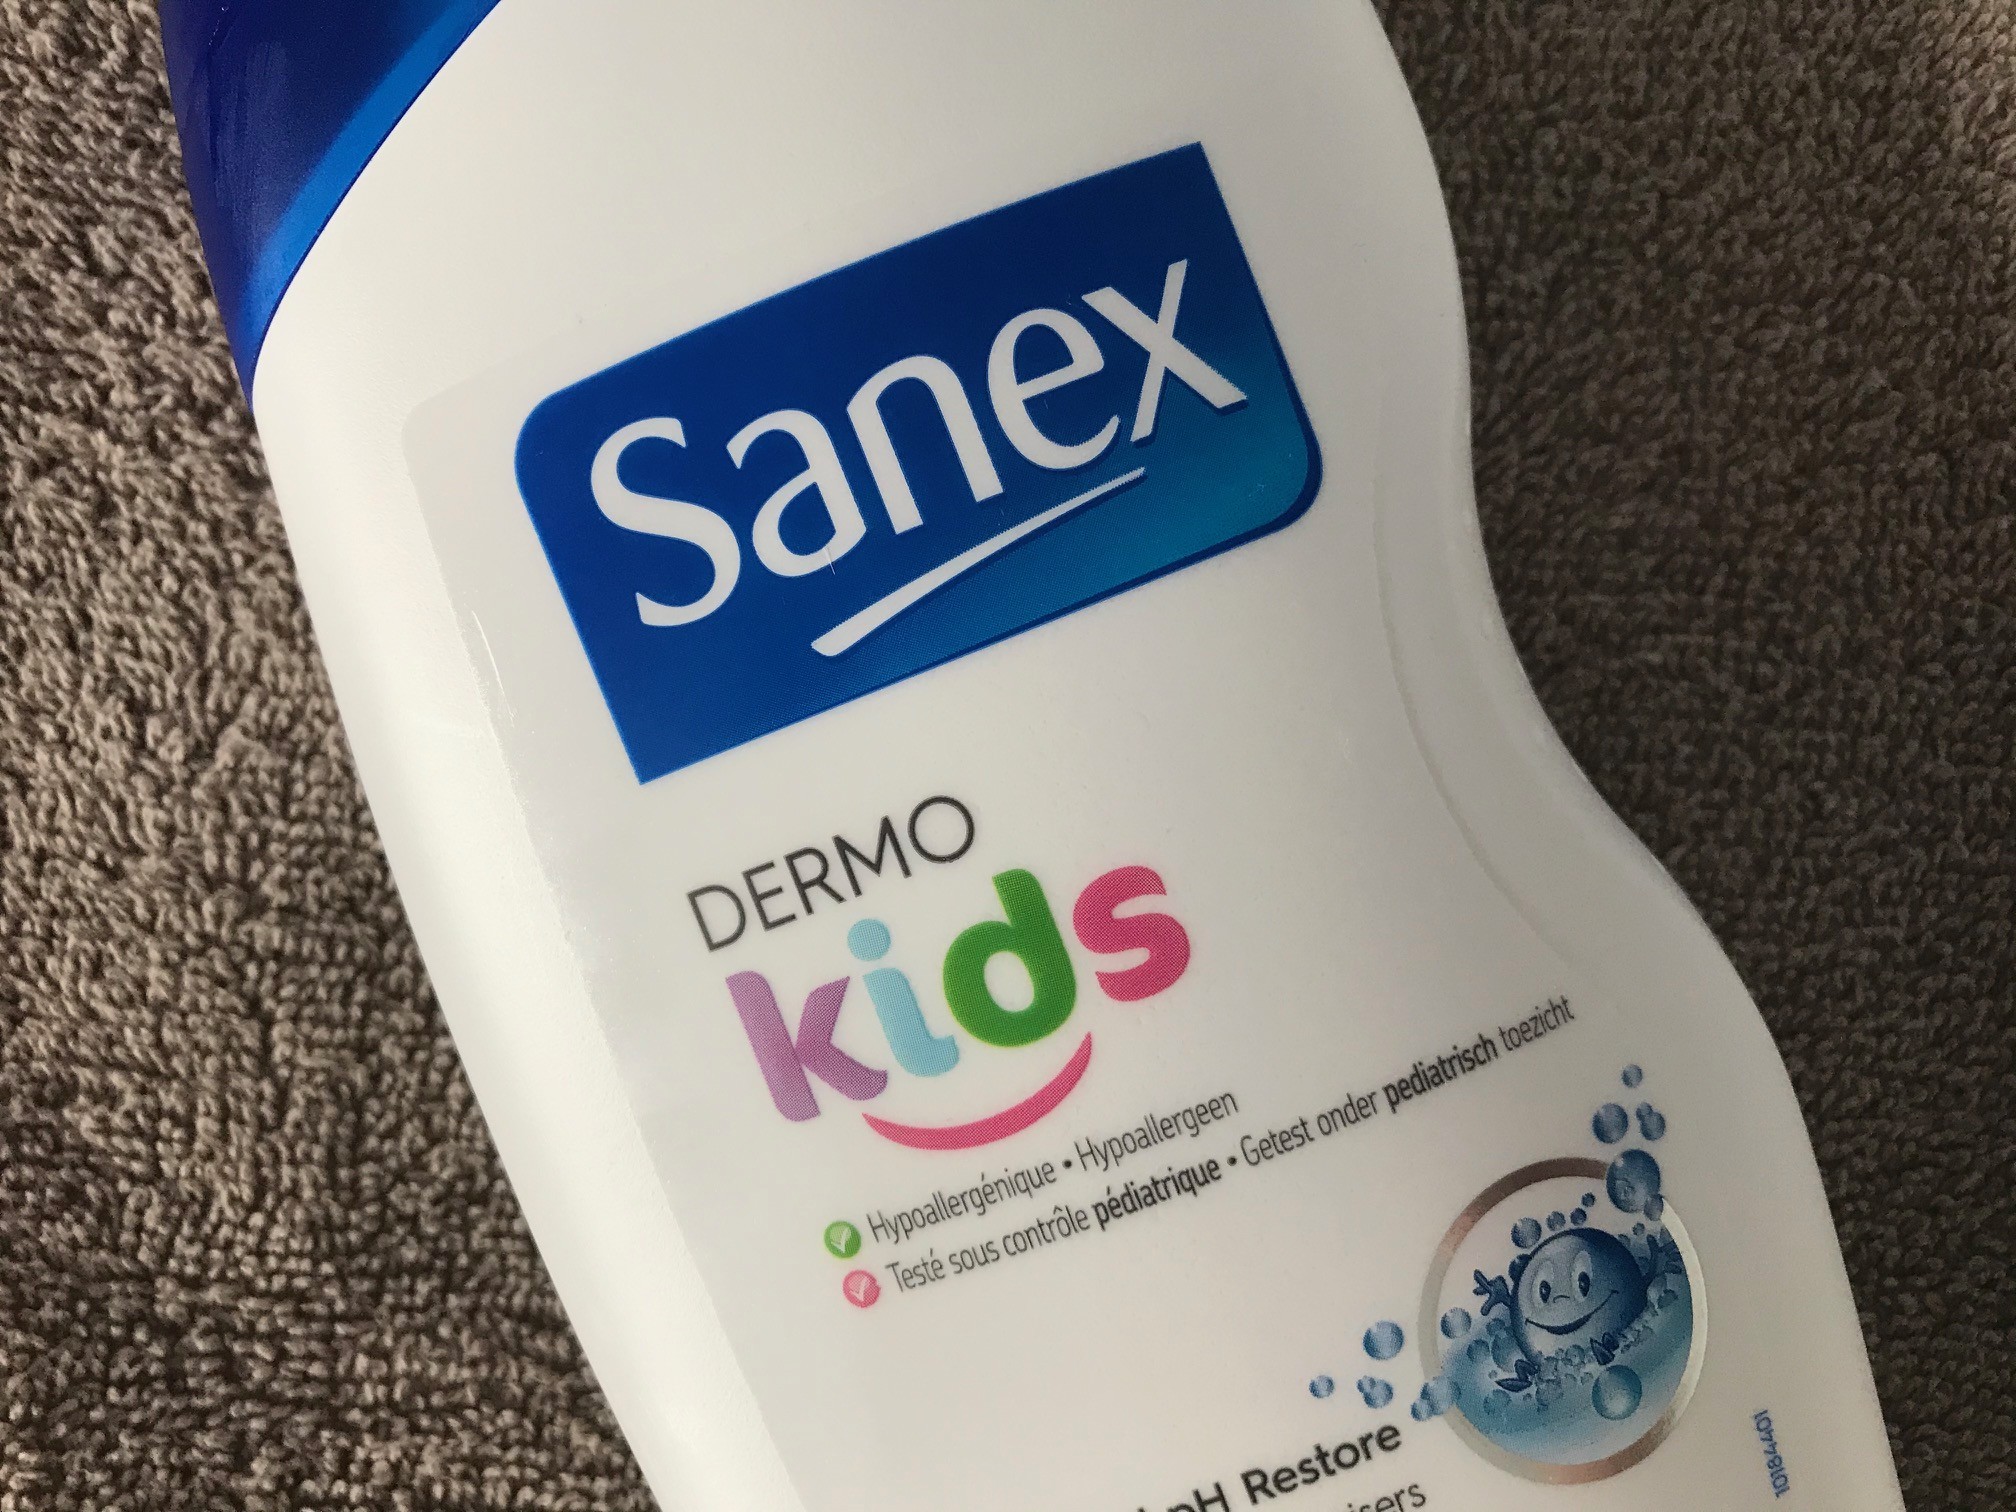 Sanex
DERMO
kids
Hypoallergénique • Hypoallergeen
Testé sous contrôle pédiatrique • Getest onder pediatrisch toezicht
pH Restore
10184401